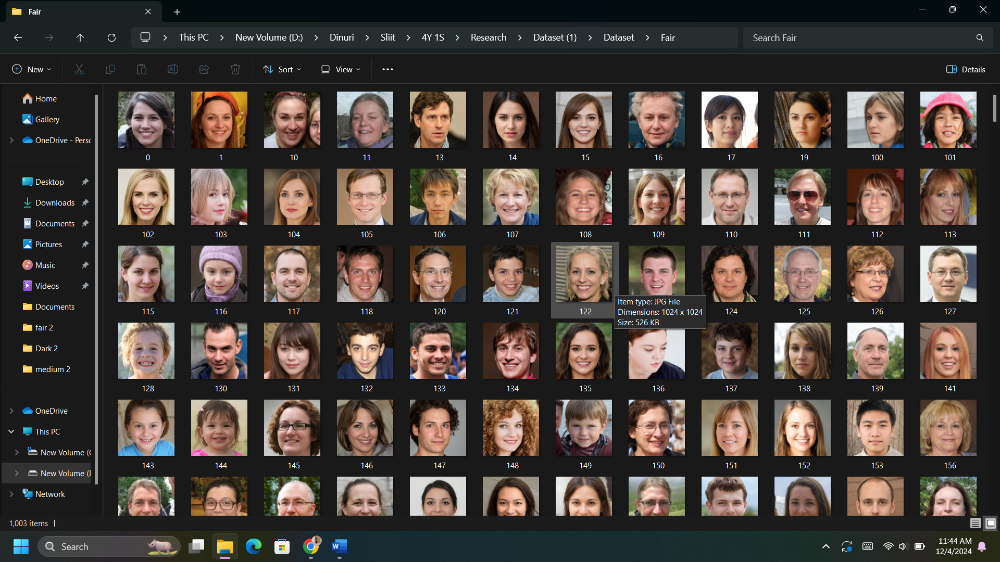 Fair
This PC > New Volume (D:) > Dinuri > Sliit > 4Y 1S > Research > Dataset (1) > Dataset > Fair
Search Fair
New
Sort
View
Details
Home
Gallery
OneDrive - Perso
Desktop
Downloads
Documents
Pictures
Music
Videos
Documents
fair 2
Dark 2
medium 2
OneDrive
This PC
New Volume (
New Volume (
Network
0 1 10 11 13 14 15 16 17 19 100 101
102 103 104 105 106 107 108 109 110 111 112 113
115 116 117 118 120 121 122 124 125 126 127
Item type: JPG File
Dimensions: 1024 x 1024
Size: 526 KB
128 130 131 132 133 134 135 136 137 138 139 141
143 144 145 146 147 148 149 150 151 152 153 156
1,003 items
Search
W
11:44 AM
12/4/2024